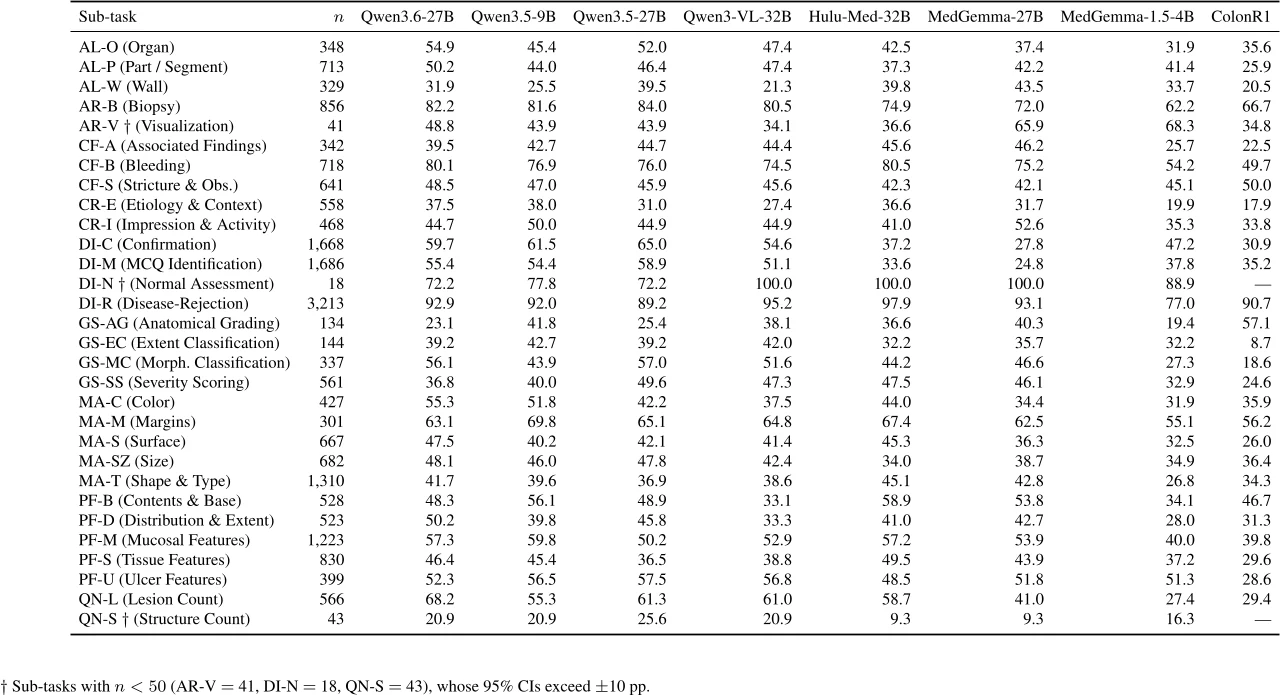 Sub-task n Qwen3.6-27B Qwen3.5-9B Qwen3.5-27B Qwen3-VL-32B Hulu-Med-32B MedGemma-27B MedGemma-1.5-4B ColonR1
AL-O (Organ) 348 54.9 45.4 52.0 47.4 42.5 37.4 31.9 35.6
AL-P (Part / Segment) 713 50.2 44.0 46.4 47.4 37.3 42.2 41.4 25.9
AL-W (Wall) 329 31.9 25.5 39.5 21.3 39.8 43.5 33.7 20.5
AR-B (Biopsy) 856 82.2 81.6 84.0 80.5 74.9 72.0 62.2 66.7
AR-V † (Visualization) 41 48.8 43.9 43.9 34.1 36.6 65.9 68.3 34.8
CF-A (Associated Findings) 342 39.5 42.7 44.7 44.4 45.6 46.2 25.7 22.5
CF-B (Bleeding) 718 80.1 76.9 76.0 74.5 80.5 75.2 54.2 49.7
CF-S (Stricture & Obs.) 641 48.5 47.0 45.9 45.6 42.3 42.1 45.1 50.0
CR-E (Etiology & Context) 558 37.5 38.0 31.0 27.4 36.6 31.7 19.9 17.9
CR-I (Impression & Activity) 468 44.7 50.0 44.9 44.9 41.0 52.6 35.3 33.8
DI-C (Confirmation) 1,668 59.7 61.5 65.0 54.6 37.2 27.8 47.2 30.9
DI-M (MCQ Identification) 1,686 55.4 54.4 58.9 51.1 33.6 24.8 37.8 35.2
DI-N † (Normal Assessment) 18 72.2 77.8 72.2 100.0 100.0 100.0 88.9 —
DI-R (Disease-Rejection) 3,213 92.9 92.0 89.2 95.2 97.9 93.1 77.0 90.7
GS-AG (Anatomical Grading) 134 23.1 41.8 25.4 38.1 36.6 40.3 19.4 57.1
GS-EC (Extent Classification) 144 39.2 42.7 39.2 42.0 32.2 35.7 32.2 8.7
GS-MC (Morph. Classification) 337 56.1 43.9 57.0 51.6 44.2 46.6 27.3 18.6
GS-SS (Severity Scoring) 561 36.8 40.0 49.6 47.3 47.5 46.1 32.9 24.6
MA-C (Color) 427 55.3 51.8 42.2 37.5 44.0 34.4 31.9 35.9
MA-M (Margins) 301 63.1 69.8 65.1 64.8 67.4 62.5 55.1 56.2
MA-S (Surface) 667 47.5 40.2 42.1 41.4 45.3 36.3 32.5 26.0
MA-SZ (Size) 682 48.1 46.0 47.8 42.4 34.0 38.7 34.9 36.4
MA-T (Shape & Type) 1,310 41.7 39.6 36.9 38.6 45.1 42.8 26.8 34.3
PF-B (Contents & Base) 528 48.3 56.1 48.9 33.1 58.9 53.8 34.1 46.7
PF-D (Distribution & Extent) 523 50.2 39.8 45.8 33.3 41.0 42.7 28.0 31.3
PF-M (Mucosal Features) 1,223 57.3 59.8 50.2 52.9 57.2 53.9 40.0 39.8
PF-S (Tissue Features) 830 46.4 45.4 36.5 38.8 49.5 43.9 37.2 29.6
PF-U (Ulcer Features) 399 52.3 56.5 57.5 56.8 48.5 51.8 51.3 28.6
QN-L (Lesion Count) 566 68.2 55.3 61.3 61.0 58.7 41.0 27.4 29.4
QN-S † (Structure Count) 43 20.9 20.9 25.6 20.9 9.3 9.3 16.3 —
† Sub-tasks with n < 50 (AR-V = 41, DI-N = 18, QN-S = 43), whose 95% CIs exceed ±10 pp.